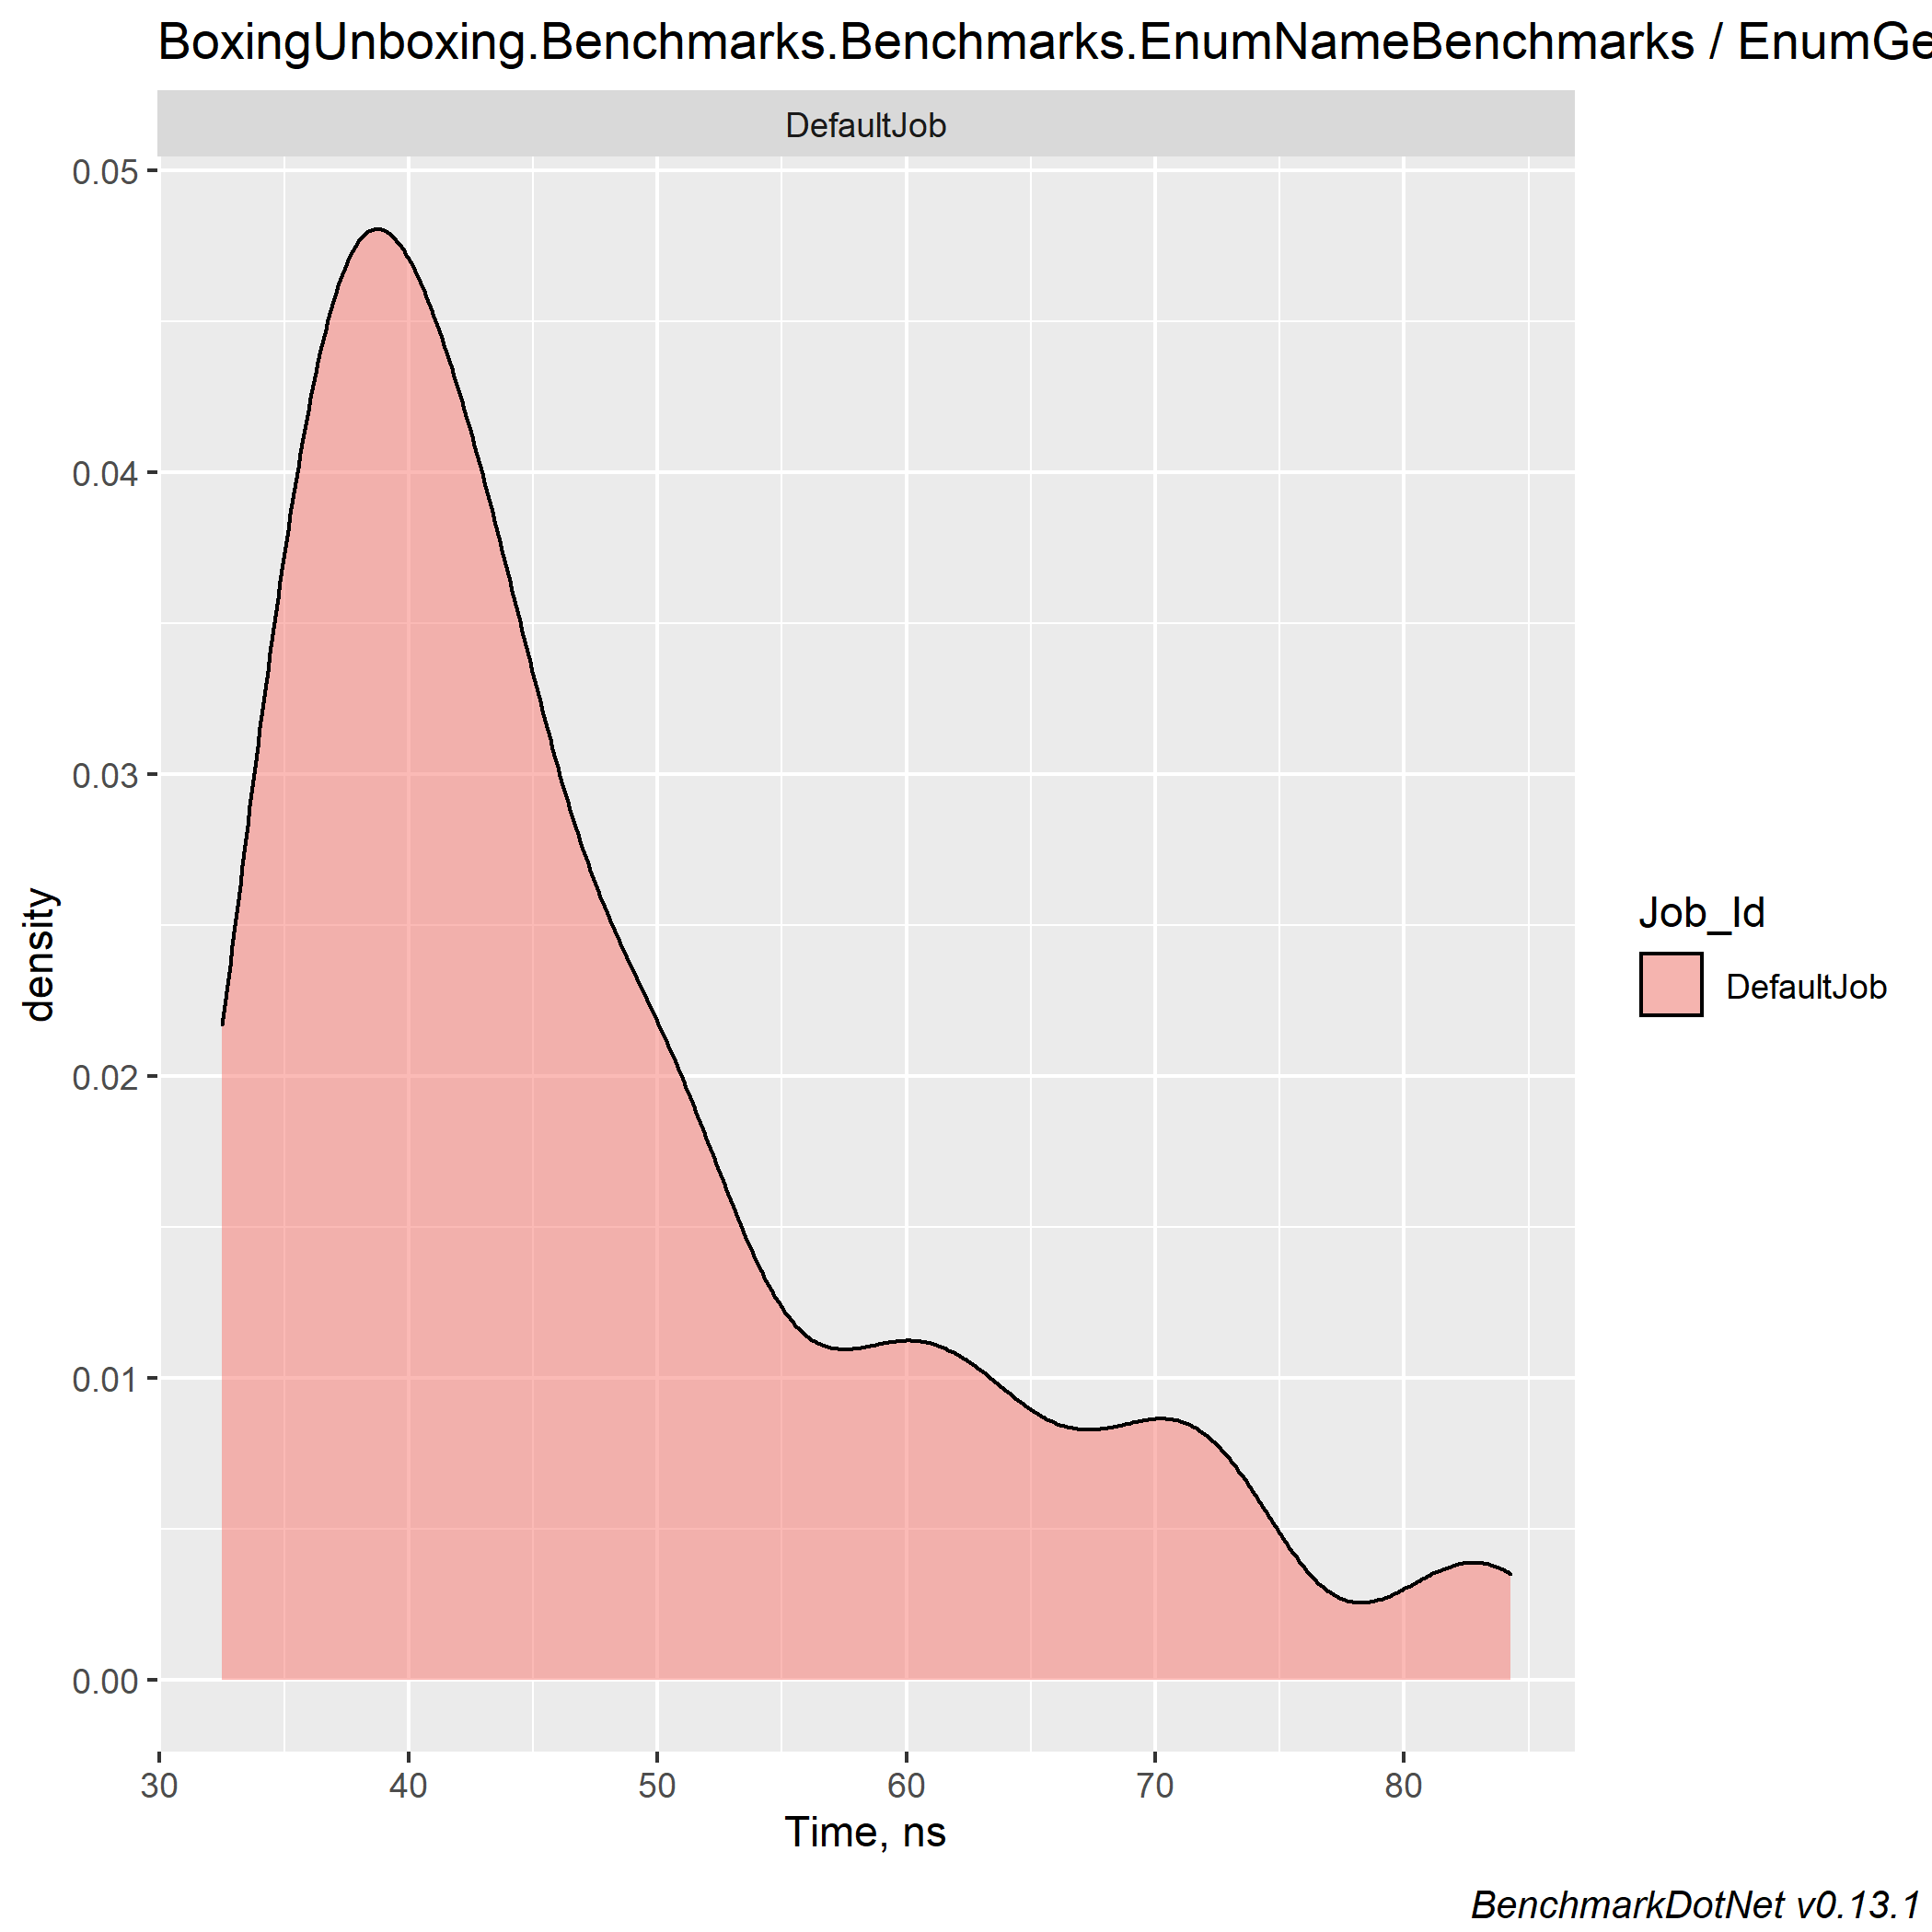 BoxingUnboxing.Benchmarks.Benchmarks.EnumNameBenchmarks / EnumGe
DefaultJob
0.05
0.04
0.03
0.02
0.01
0.00
density
30 40 50 60 70 80
Time, ns
Job_Id
DefaultJob
BenchmarkDotNet v0.13.1